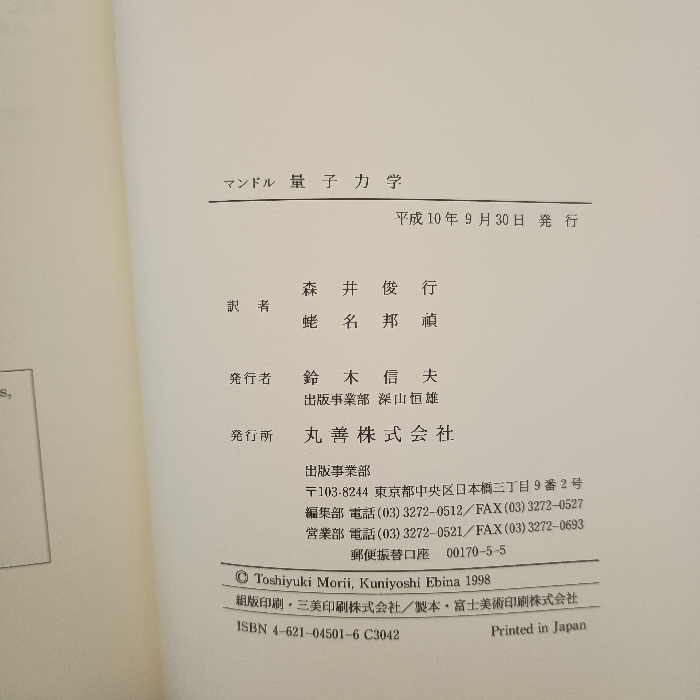 s,
マンドル 量子力学
平成10年9月30日 発行
訳者
森井俊行
蛯名邦禎
発行者 鈴木信夫
出版事業部 深山恒雄
発行所 丸善株式会社
出版事業部
〒103-8244 東京都中央区日本橋三丁目9番2号
編集部 電話(03)3272-0512/FAX(03)3272-0527
営業部 電話(03)3272-0521/FAX(03)3272-0693
郵便振替口座 00170-5-5
© Toshiyuki Morii, Kuniyoshi Ebina 1998
組版印刷・三美印刷株式会社/製本・富士美術印刷株式会社
ISBN 4-621-04501-6 C3042 Printed in Japan